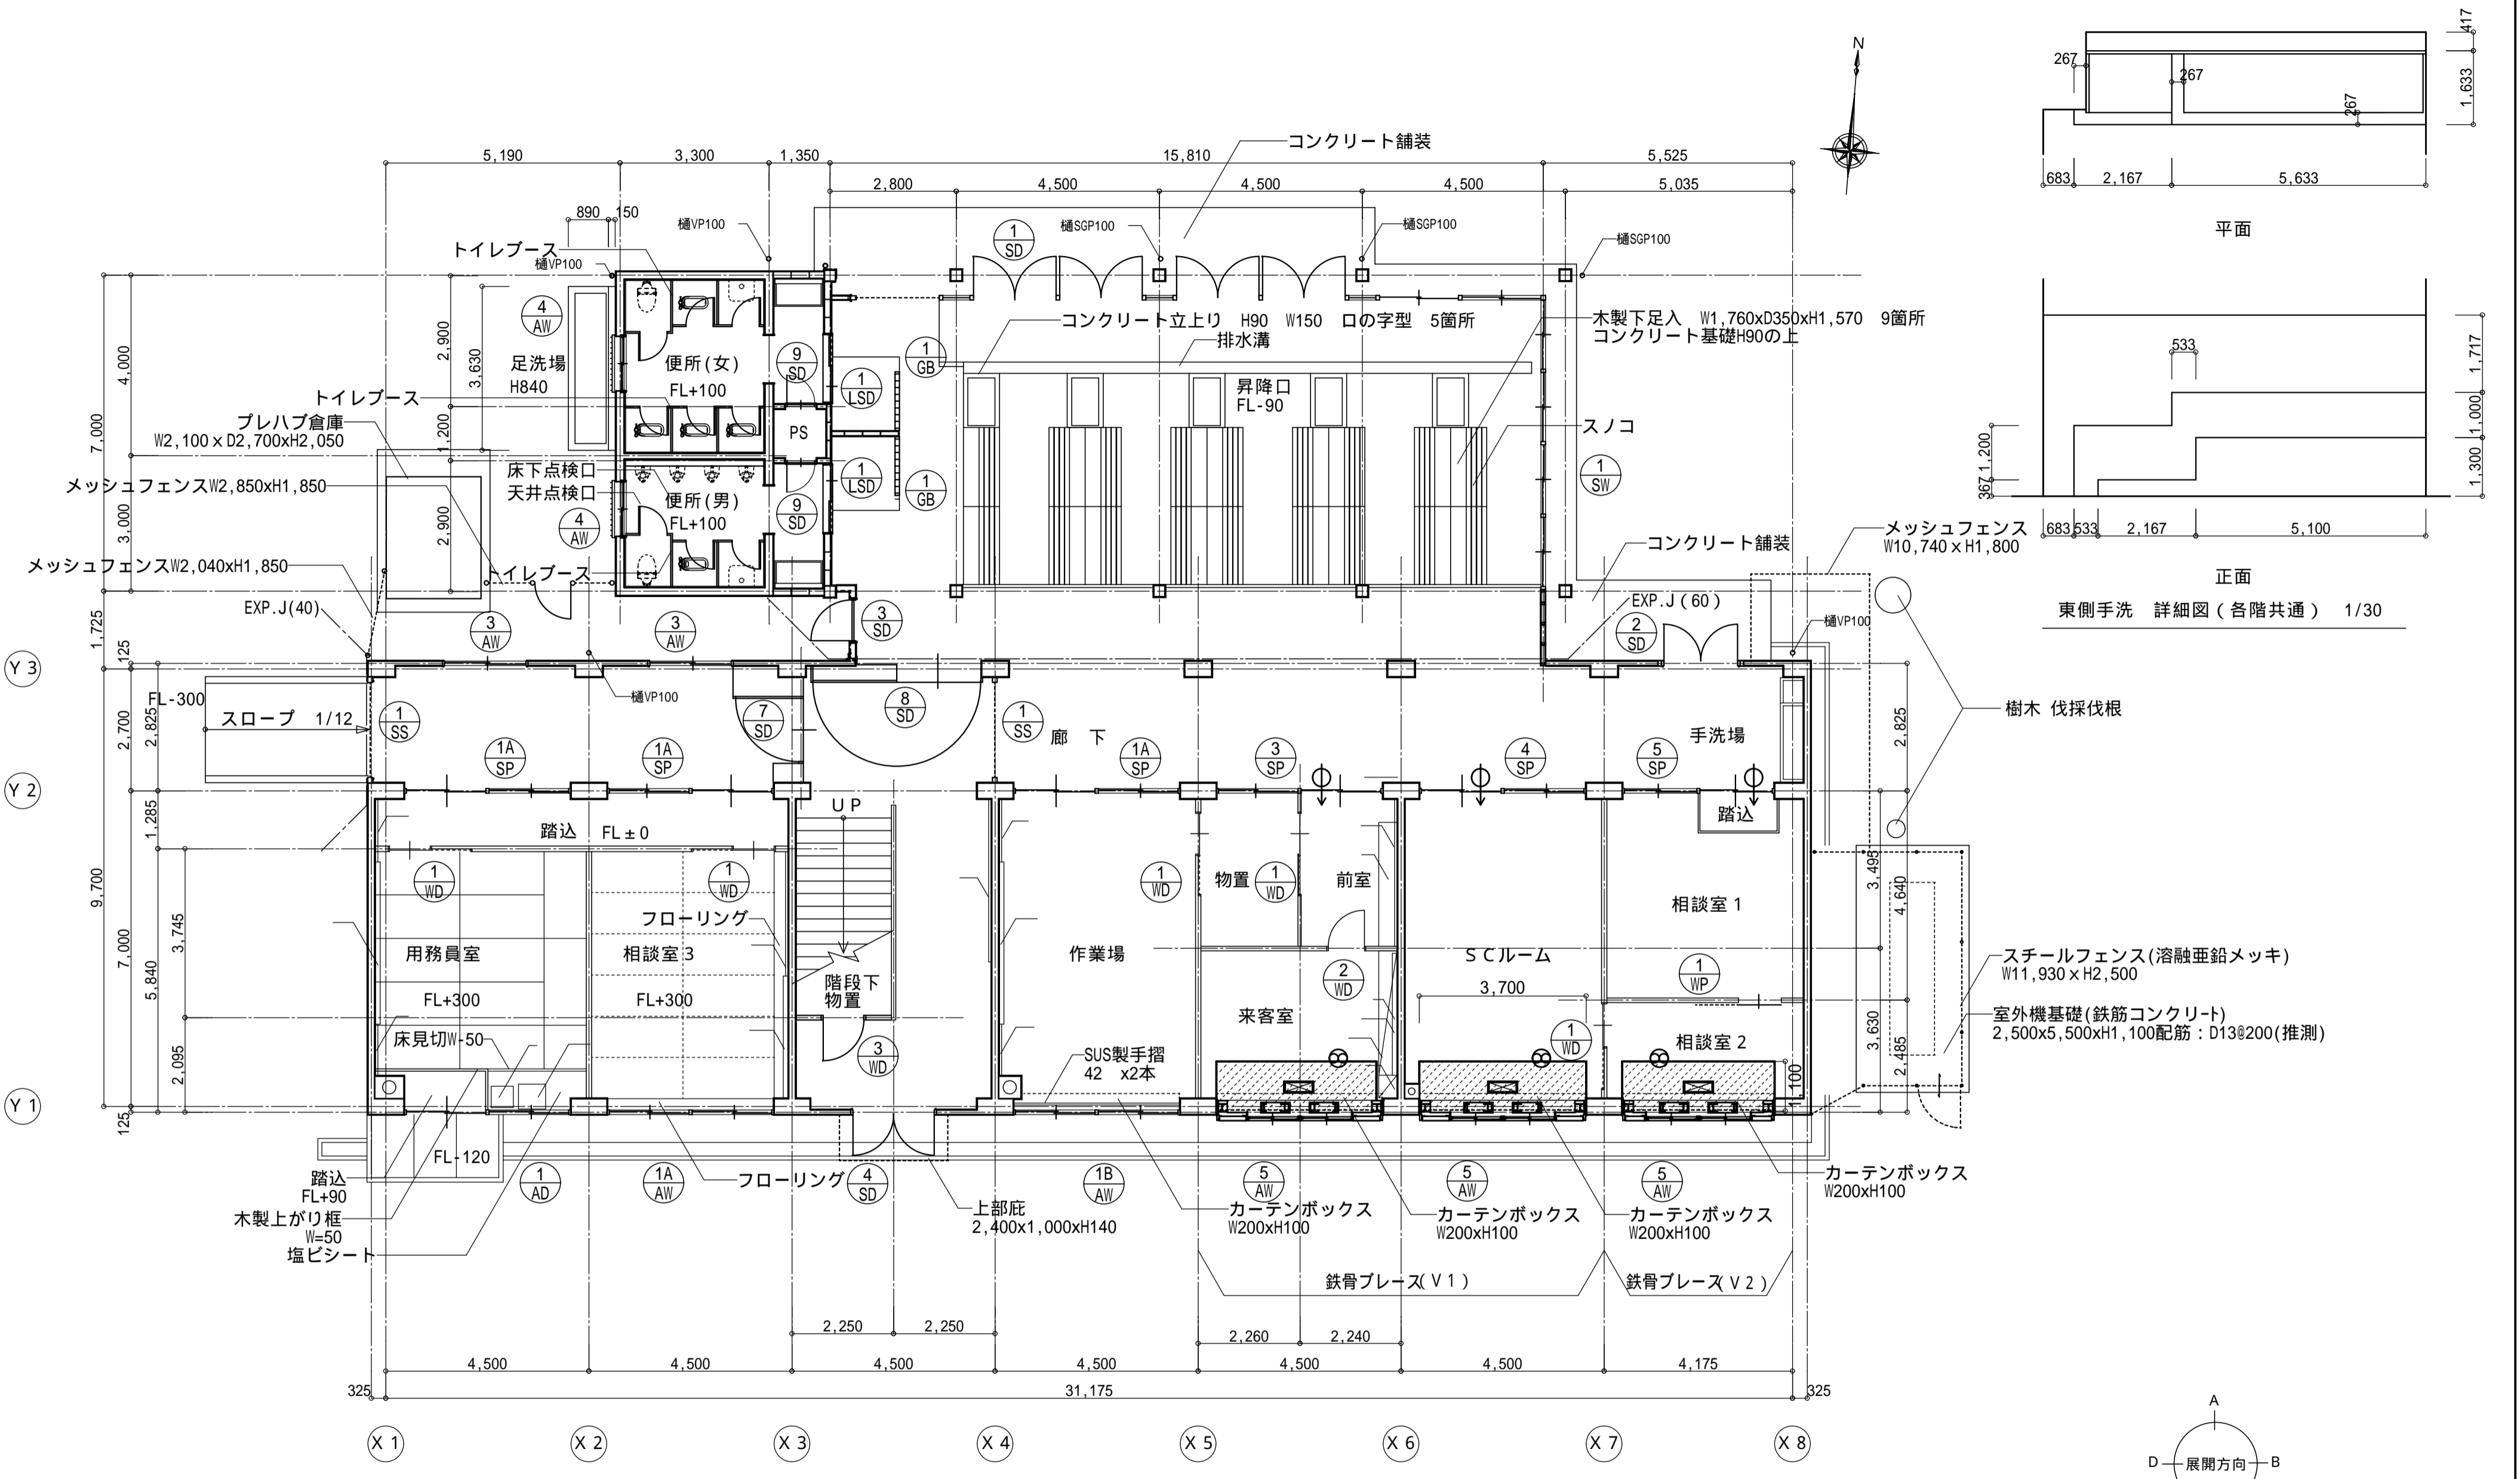 417
267
267
267
1,633
683
2,167
5,633
平面
533
1,717
1,000
1,300
1,200
367
683
533
2,167
5,100
正面
東側手洗　詳細図（各階共通）　1/30
N
コンクリート舗装
5,190
3,300
1,350
15,810
5,525
2,800
4,500
4,500
4,500
5,035
890
150
樋VP100
樋SGP100
樋SGP100
樋SGP100
トイレブース
樋VP100
1
SD
4
AW
足洗場
H840
3,630
2,900
4,000
7,000
1,200
3,000
2,900
1,725
125
便所(女)
FL+100
9
SD
1
LSD
1
GB
PS
1
LSD
1
GB
9
SD
便所(男)
FL+100
床下点検口
天井点検口
4
AW
トイレブース
トイレブース
プレハブ倉庫
W2,100ｘD2,700xH2,050
メッシュフェンスW2,850xH1,850
メッシュフェンスW2,040xH1,850
EXP.J(40)
コンクリート立上り　H90　W150　ロの字型　5箇所
排水溝
昇降口
FL-90
木製下足入　W1,760xD350xH1,570　9箇所
コンクリート基礎H90の上
スノコ
1
SW
コンクリート舗装
EXP.J(60)
2
SD
メッシュフェンス
W10,740ｘH1,800
樋VP100
樹木 伐採伐根
3
AW
3
AW
3
SD
樋VP100
Y 3
Y 2
Y 1
FL-300
スロープ　1/12
1
SS
1A
SP
1A
SP
7
SD
8
SD
1
SS
廊　下
1A
SP
3
SP
4
SP
5
SP
手洗場
2,700
2,825
2,825
1,285
9,700
7,000
5,840
3,745
2,095
125
踏込　FL±0
1
WD
1
WD
フローリング
用務員室
FL+300
相談室３
FL+300
床見切W-50
UP
階段下
物置
3
WD
作業場
1
WD
物置
1
WD
前室
来客室
2
WD
SUS製手摺
42　x2本
ＳＣルーム
3,700
1
WD
踏込
相談室１
1
WP
相談室２
1,100
3,495
4,640
3,630
2,485
スチールフェンス(溶融亜鉛メッキ)
W11,930ｘH2,500
室外機基礎(鉄筋コンクリート)
2,500x5,500xH1,100配筋：D13@200(推測)
FL-120
踏込
FL+90
木製上がり框
W=50
塩ビシート
1
AD
1A
AW
フローリング
4
SD
上部庇
2,400x1,000xH140
1B
AW
5
AW
5
AW
5
AW
カーテンボックス
W200xH100
カーテンボックス
W200xH100
カーテンボックス
W200xH100
カーテンボックス
W200xH100
鉄骨ブレース(Ｖ1)
鉄骨ブレース(Ｖ2)
2,250
2,250
2,260
2,240
4,500
4,500
4,500
4,500
4,500
4,500
4,175
325
31,175
325
X 1
X 2
X 3
X 4
X 5
X 6
X 7
X 8
A
D
展開方向
B